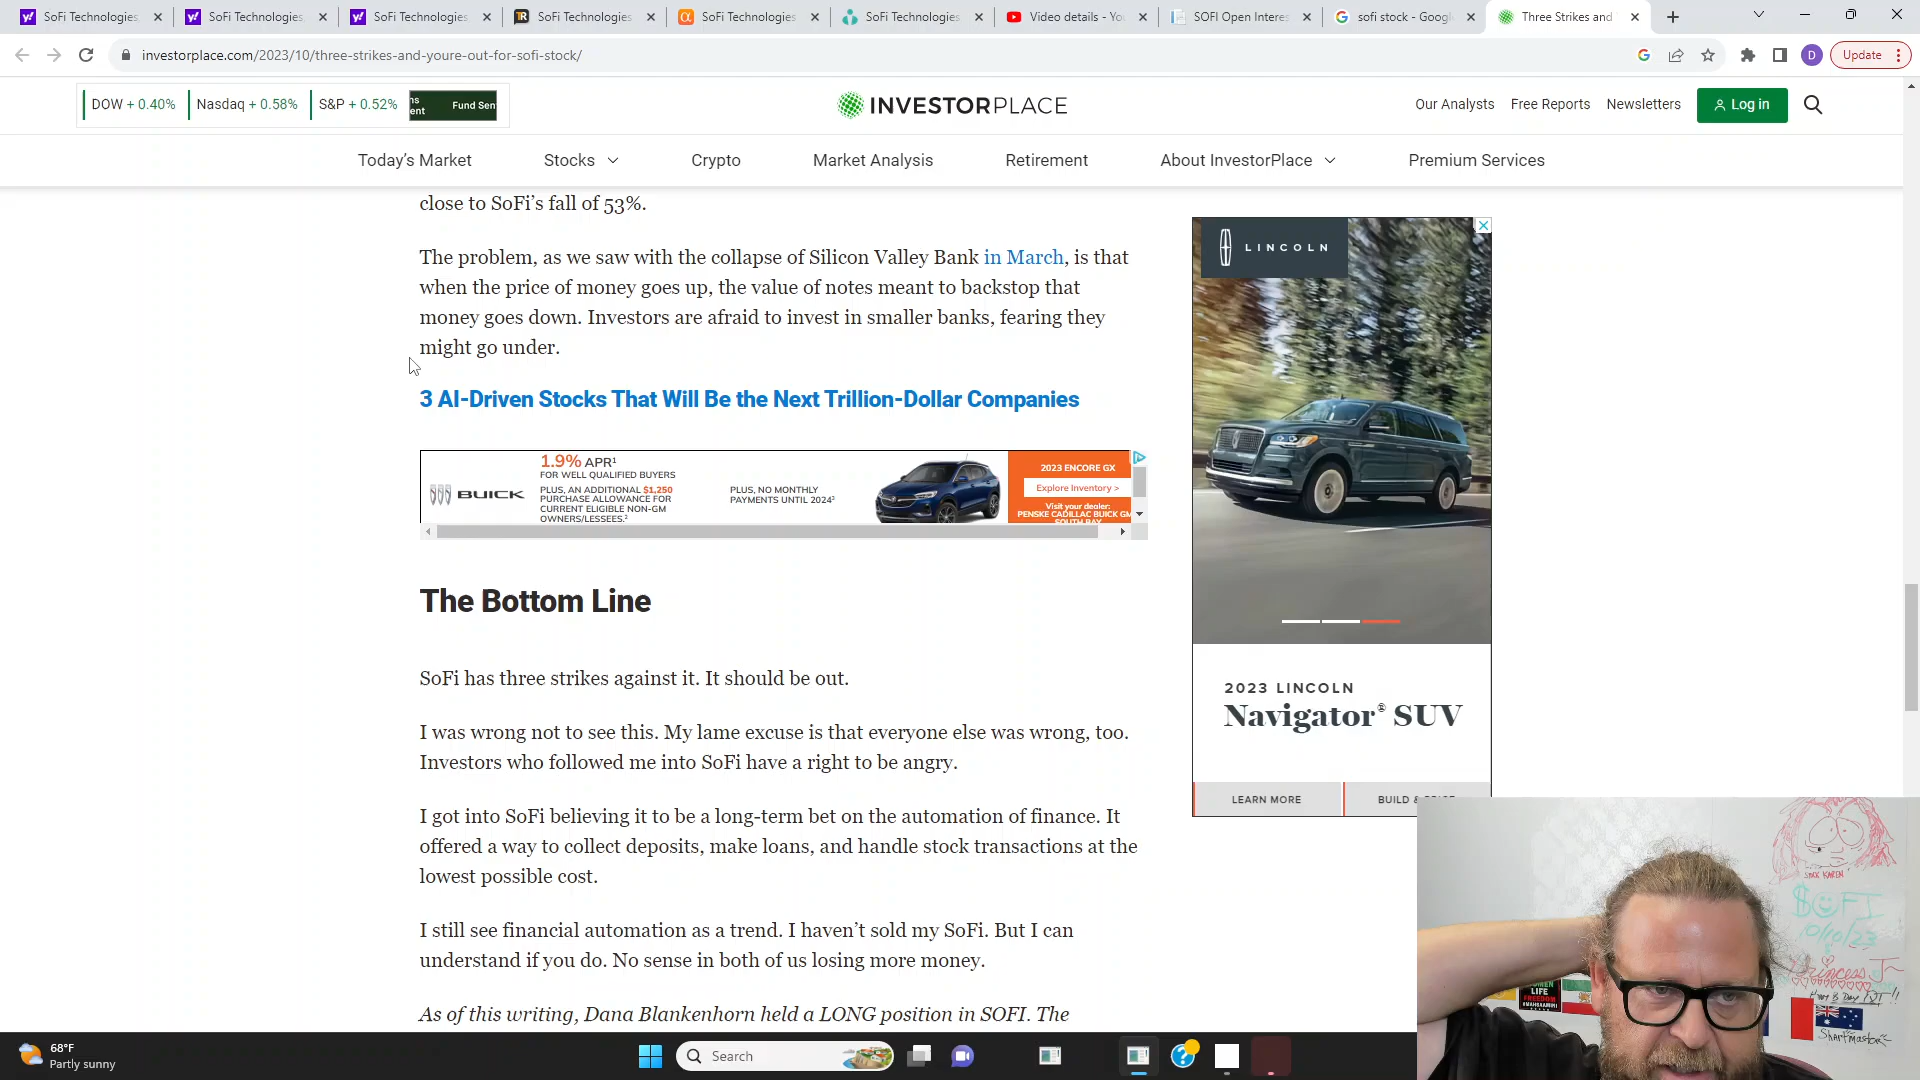 SoFi Technologies,
SoFi Technologies,
SoFi Technologies,
SoFi Technologies
SoFi Technologies
SoFi Technologies
Video details - Yo
SOFI Open Interes
sofi stock - Googl
Three Strikes and
investorplace.com/2023/10/three-strikes-and-youre-out-for-sofi-stock/
D
Update
DOW + 0.40%
Nasdaq + 0.58%
S&P + 0.52%
Fund Sen
INVESTORPLACE
Our Analysts
Free Reports
Newsletters
Log in
Today's Market
Stocks
Crypto
Market Analysis
Retirement
About InvestorPlace
Premium Services
close to SoFi's fall of 53%.
The problem, as we saw with the collapse of Silicon Valley Bank in March, is that
when the price of money goes up, the value of notes meant to backstop that
money goes down. Investors are afraid to invest in smaller banks, fearing they
might go under.
3 AI-Driven Stocks That Will Be the Next Trillion-Dollar Companies
BUICK
1.9% APR¹
FOR WELL QUALIFIED BUYERS
PLUS, AN ADDITIONAL $1,250
PURCHASE ALLOWANCE FOR
CURRENT ELIGIBLE NON-GM
OWNERS/LESSEES.²
PLUS, NO MONTHLY
PAYMENTS UNTIL 2024³
2023 ENCORE GX
Explore Inventory >
Visit your dealer:
PENSKE CADILLAC BUICK GM
SOUTH BAY
The Bottom Line
SoFi has three strikes against it. It should be out.
I was wrong not to see this. My lame excuse is that everyone else was wrong, too.
Investors who followed me into SoFi have a right to be angry.
I got into SoFi believing it to be a long-term bet on the automation of finance. It
offered a way to collect deposits, make loans, and handle stock transactions at the
lowest possible cost.
I still see financial automation as a trend. I haven't sold my SoFi. But I can
understand if you do. No sense in both of us losing more money.
As of this writing, Dana Blankenhorn held a LONG position in SOFI. The
LINCOLN
2023 LINCOLN
Navigator® SUV
LEARN MORE
BUILD &
$OFI
10/10/23
Princess J
WOMEN
LIFE
FREEDOM
#MAHSAAMINI
68°F
Partly sunny
Search